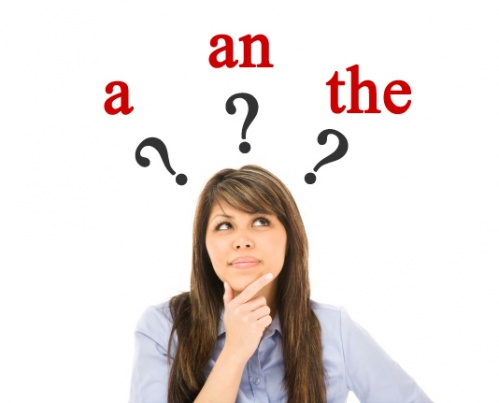 a an the
? ? ?